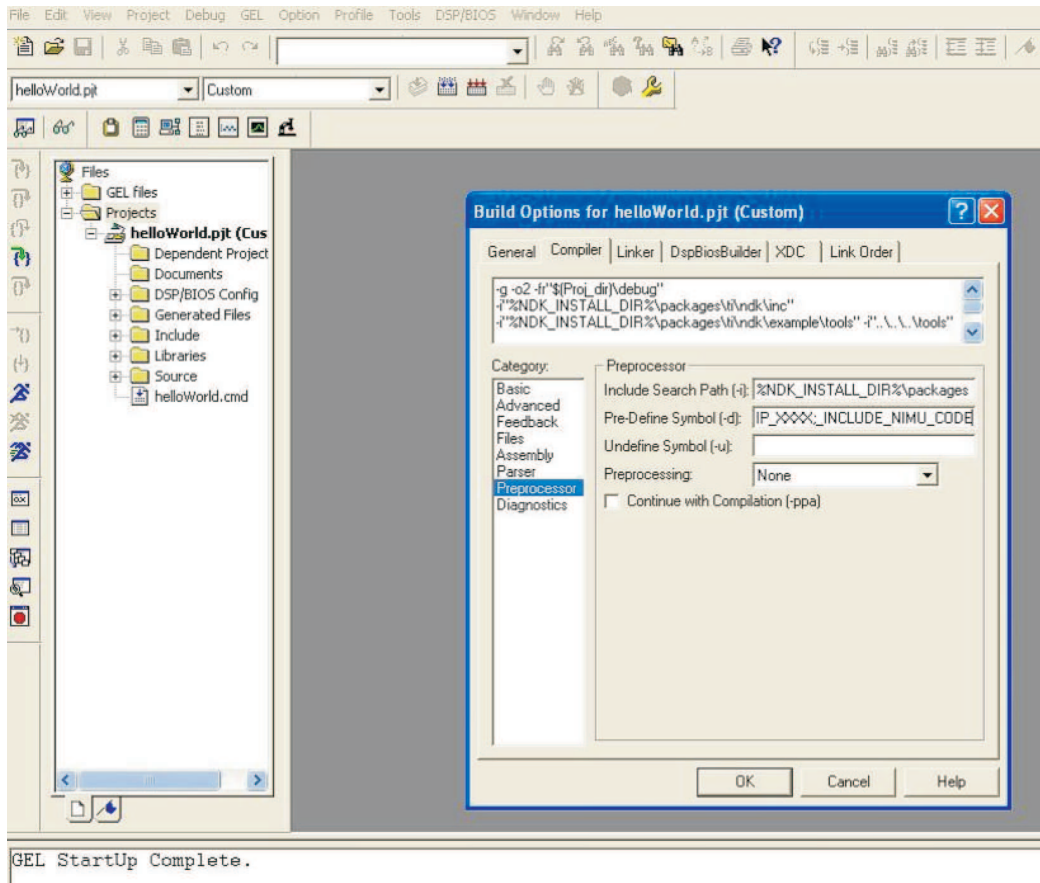 File Edit View Project Debug GEL Option Profile Tools DSP/BIOS Window Help
helloWorld.pjt Custom
Files
GEL files
Projects
helloWorld.pjt (Cus
Dependent Project
Documents
DSP/BIOS Config
Generated Files
Include
Libraries
Source
helloWorld.cmd
Build Options for helloWorld.pjt (Custom)
General Compiler Linker DspBiosBuilder XDC Link Order
-g -o2 -fr"$(Proj_dir)\debug"
-i"%NDK_INSTALL_DIR%\packages\ti\ndk\inc"
-i"%NDK_INSTALL_DIR%\packages\ti\ndk\example\tools" -i"..\..\..\tools"
Category:
Basic
Advanced
Feedback
Files
Assembly
Parser
Preprocessor
Diagnostics
Preprocessor
Include Search Path (-i): %NDK_INSTALL_DIR%\packages
Pre-Define Symbol (-d): IP_XXXX;_INCLUDE_NIMU_CODE
Undefine Symbol (-u):
Preprocessing: None
Continue with Compilation (-ppa)
OK Cancel Help
GEL StartUp Complete.